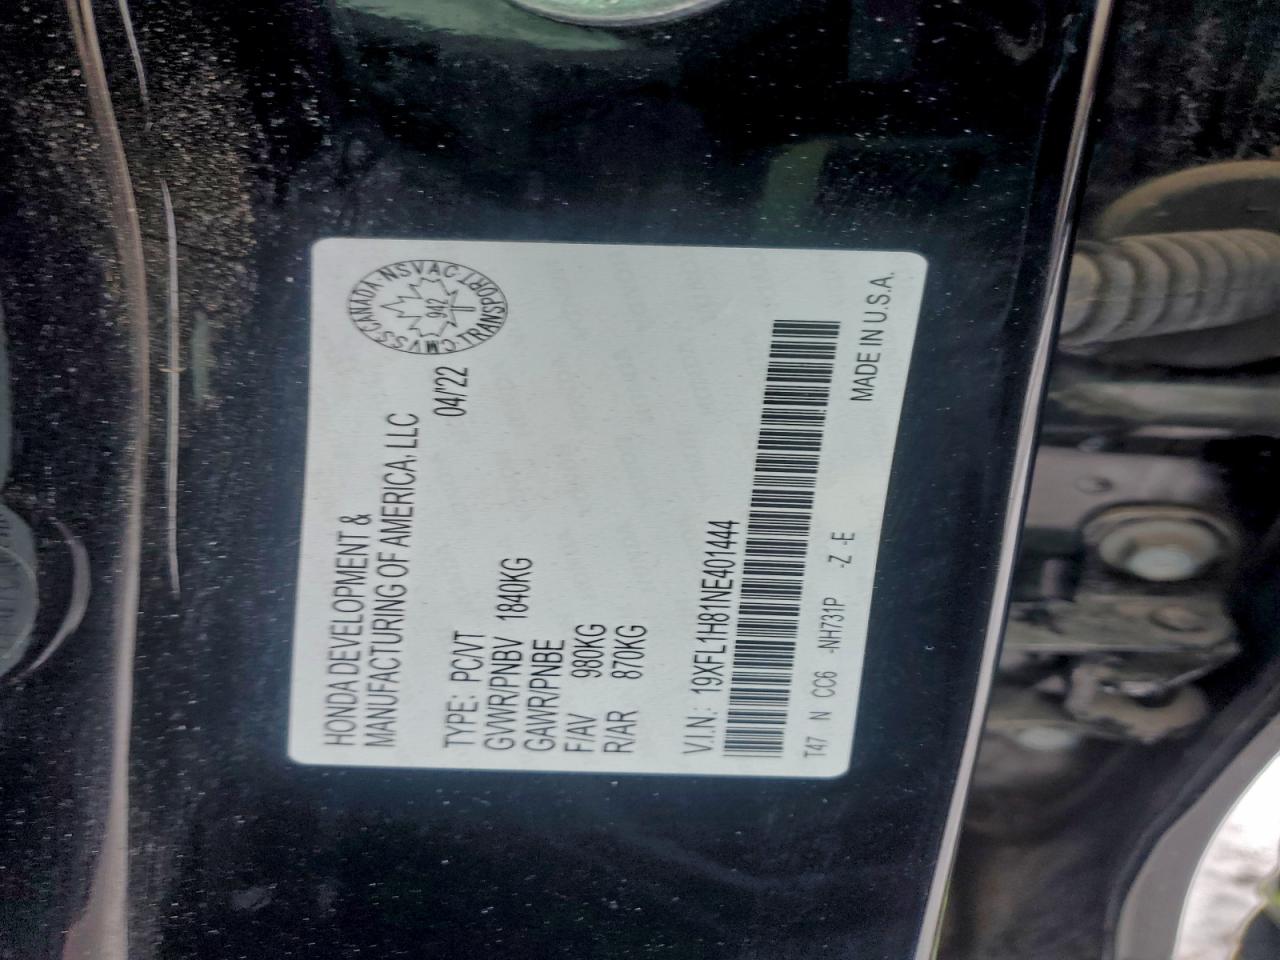 HONDA DEVELOPMENT &
MANUFACTURING OF AMERICA, LLC
CANADA · NSVAC / TRANSPORT · CMVSS
942
04/'22
TYPE: PC/VT
GVWR/PNBV 1840KG
GAWR/PNBE
F/AV 980KG
R/AR 870KG
V.I.N.: 19XFL1H81NE401444
T47 N CC6 -NH731P -Z -E
MADE IN U.S.A.